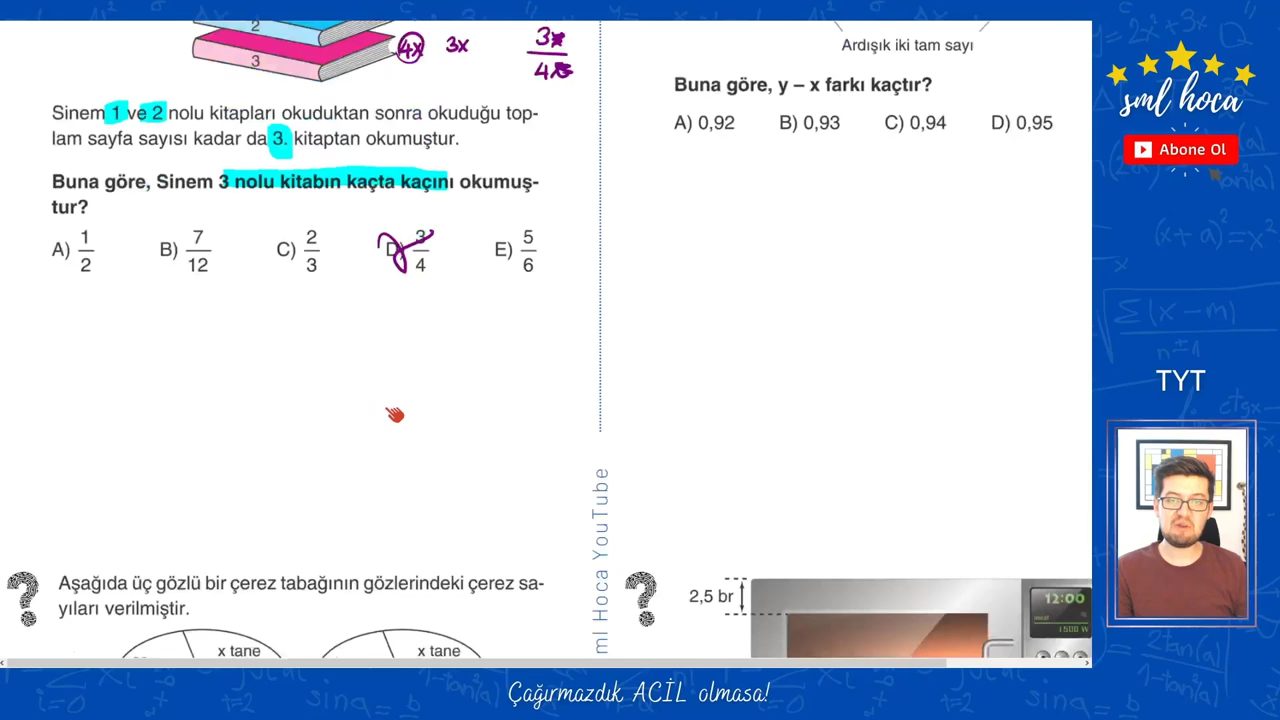 2
3
4x
3x
3x
4x
Sinem 1 ve 2 nolu kitapları okuduktan sonra okuduğu top-
lam sayfa sayısı kadar da 3. kitaptan okumuştur.
Buna göre, Sinem 3 nolu kitabın kaçta kaçını okumuş-
tur?
A) 1/2 B) 7/12 C) 2/3 D) 3/4 E) 5/6
Aşağıda üç gözlü bir çerez tabağının gözlerindeki çerez sa-
yıları verilmiştir.
x tane
x tane
ml Hoca YouTube
Ardışık iki tam sayı
Buna göre, y – x farkı kaçtır?
A) 0,92 B) 0,93 C) 0,94 D) 0,95
2,5 br
12:00
sml hoca
Abone Ol
TYT
Çağırmazdık ACİL olmasa!